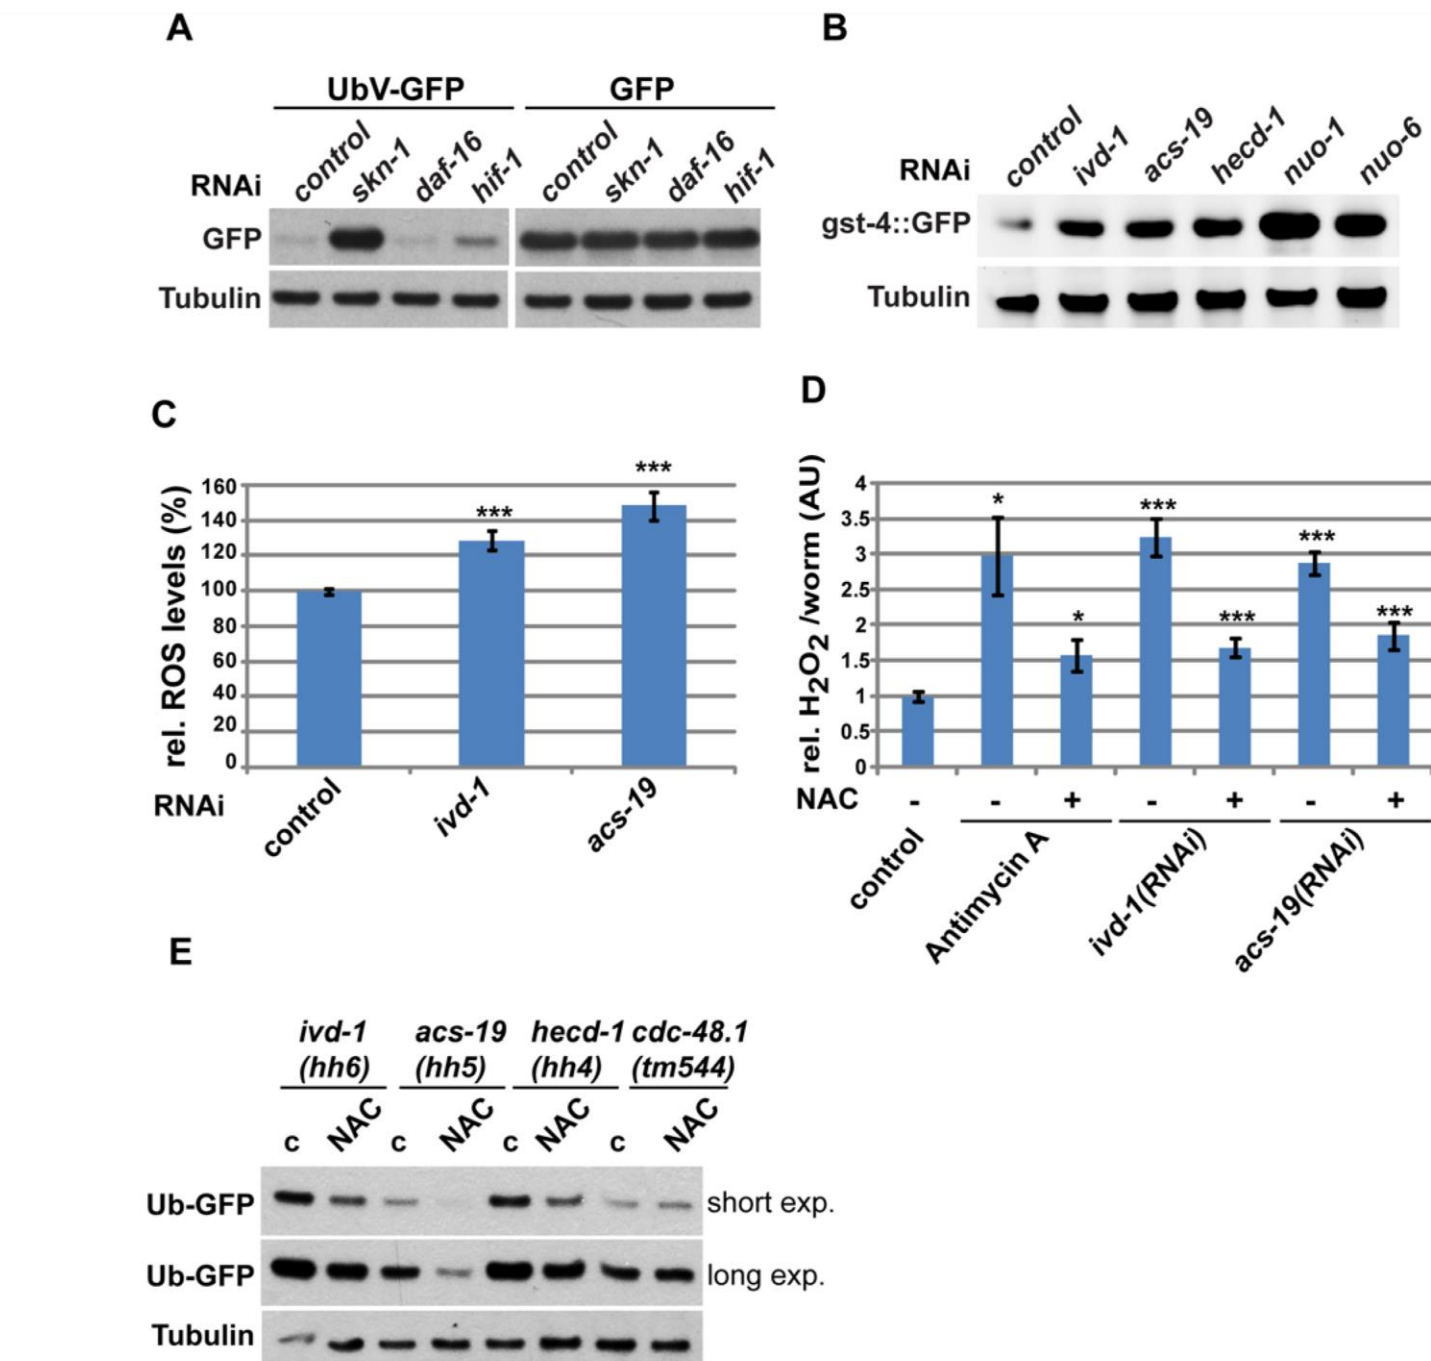 A
UbV-GFP GFP
RNAi control skn-1 daf-16 hif-1 control skn-1 daf-16 hif-1
GFP
Tubulin
B
RNAi control ivd-1 acs-19 hecd-1 nuo-1 nuo-6
gst-4::GFP
Tubulin
C
rel. ROS levels (%)
160
140
120
100
80
60
40
20
0
*** ***
RNAi control ivd-1 acs-19
D
rel. H2O2 /worm (AU)
4
3.5
3
2.5
2
1.5
1
0.5
0
* * *** *** *** ***
NAC - - + - + - +
control Antimycin A ivd-1(RNAi) acs-19(RNAi)
E
ivd-1 acs-19 hecd-1 cdc-48.1
(hh6) (hh5) (hh4) (tm544)
c NAC c NAC c NAC c NAC
Ub-GFP short exp.
Ub-GFP long exp.
Tubulin